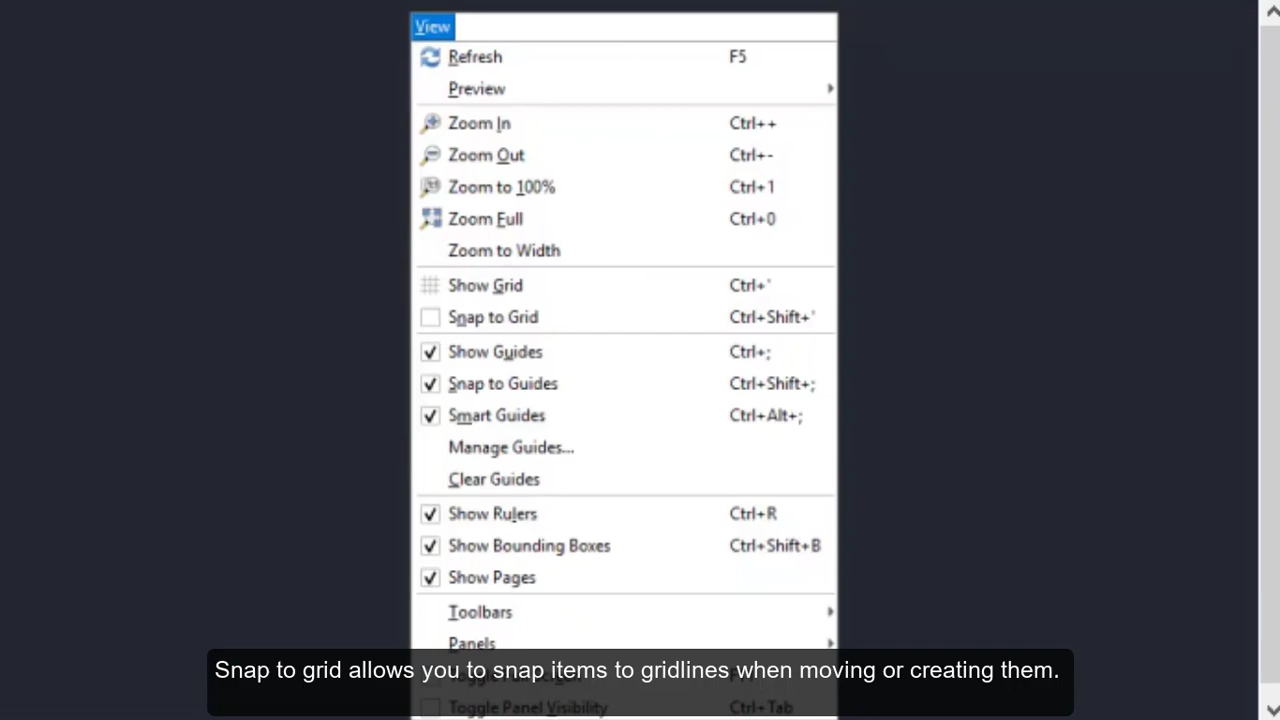 View
Refresh F5
Preview
Zoom In Ctrl++
Zoom Out Ctrl+-
Zoom to 100% Ctrl+1
Zoom Full Ctrl+0
Zoom to Width
Show Grid Ctrl+'
Snap to Grid Ctrl+Shift+'
Show Guides Ctrl+;
Snap to Guides Ctrl+Shift+;
Smart Guides Ctrl+Alt+;
Manage Guides...
Clear Guides
Show Rulers Ctrl+R
Show Bounding Boxes Ctrl+Shift+B
Show Pages
Toolbars
Panels
Snap to grid allows you to snap items to gridlines when moving or creating them.
Toggle Panel Visibility Ctrl+Tab